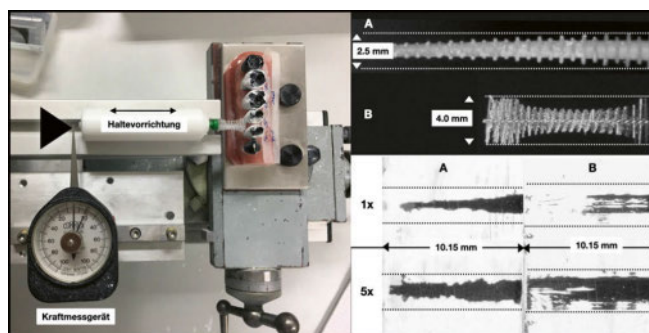 Haltevorrichtung
Kraftmessgerät
A
2.5 mm
B
4.0 mm
A
B
1x
10.15 mm
10.15 mm
5x